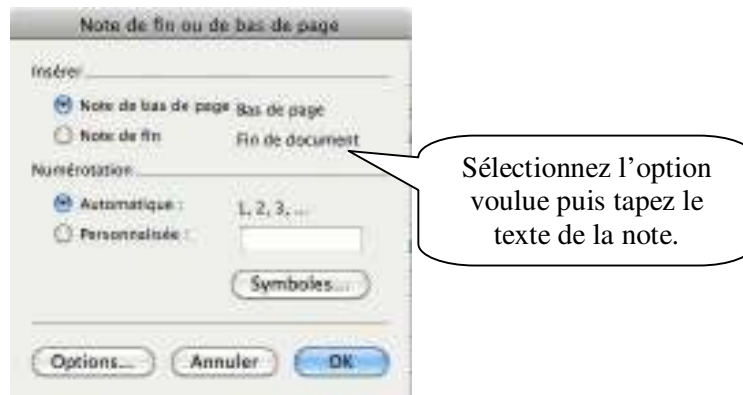 Note de fin ou de bas de page
Insérer
Note de bas de page Bas de page
Note de fin Fin de document
Numérotation
Automatique : 1, 2, 3, ...
Personnalisée :
Symboles...
Options... Annuler OK
Sélectionnez l’option
voulue puis tapez le
texte de la note.